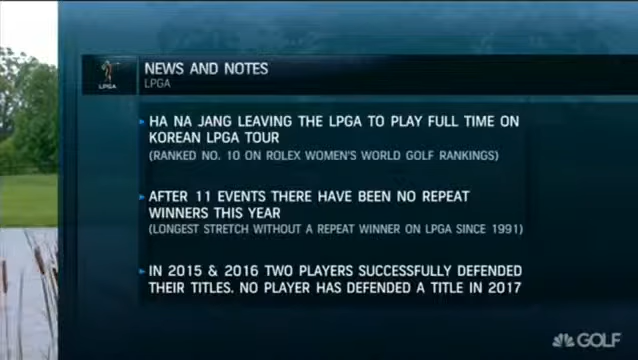 LPGA
NEWS AND NOTES
LPGA
HA NA JANG LEAVING THE LPGA TO PLAY FULL TIME ON
KOREAN LPGA TOUR
(RANKED NO. 10 ON ROLEX WOMEN'S WORLD GOLF RANKINGS)
AFTER 11 EVENTS THERE HAVE BEEN NO REPEAT
WINNERS THIS YEAR
(LONGEST STRETCH WITHOUT A REPEAT WINNER ON LPGA SINCE 1991)
IN 2015 & 2016 TWO PLAYERS SUCCESSFULLY DEFENDED
THEIR TITLES. NO PLAYER HAS DEFENDED A TITLE IN 2017
GOLF